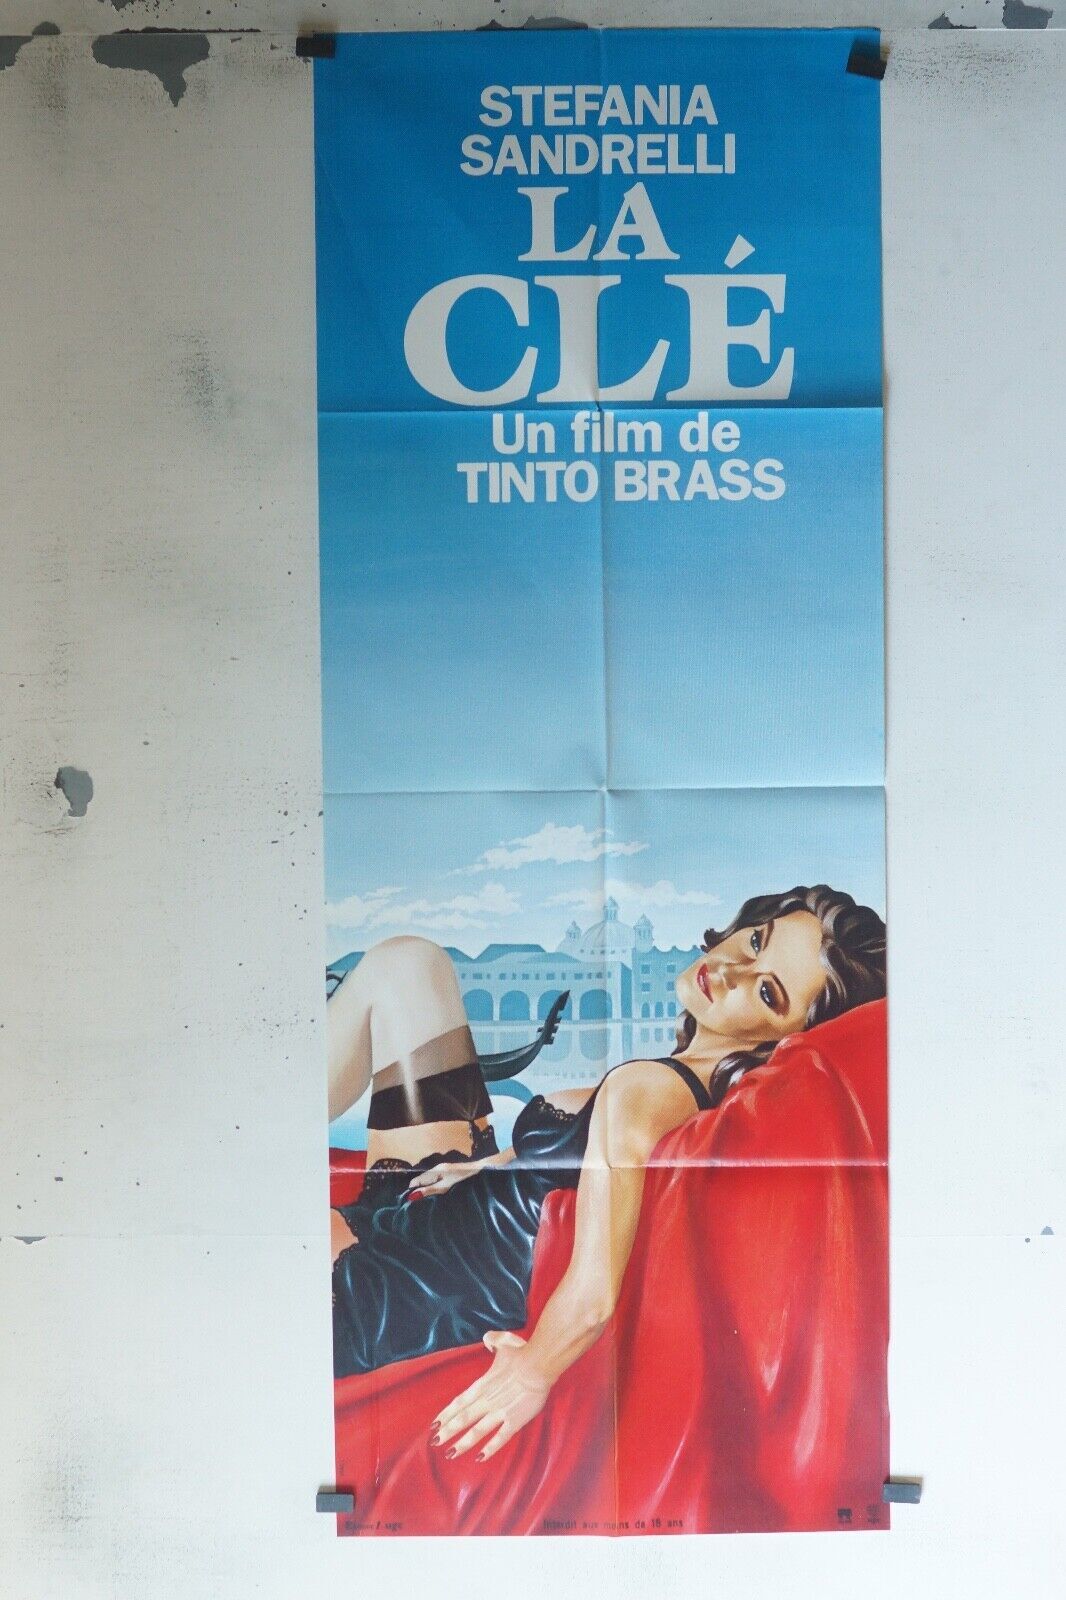 STEFANIA
SANDRELLI
LA
CLÉ
Un film de
TINTO BRASS
Interdit aux moins de 18 ans